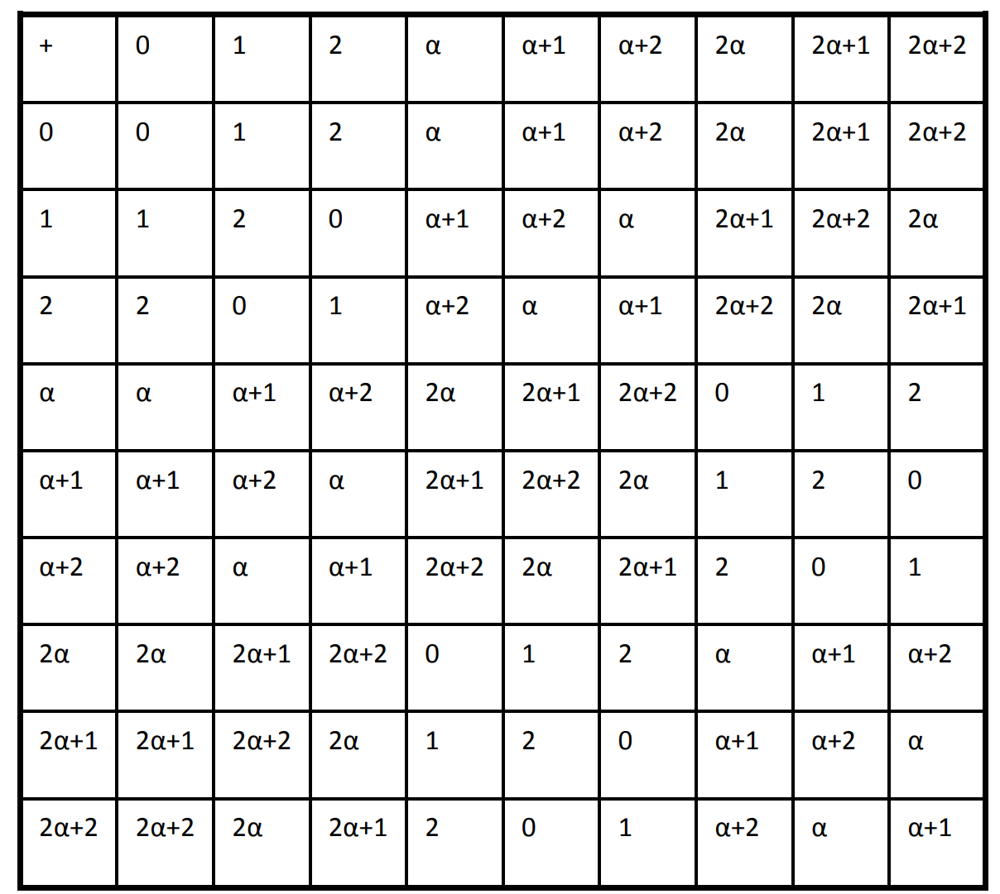 + 0 1 2 α α+1 α+2 2α 2α+1 2α+2
0 0 1 2 α α+1 α+2 2α 2α+1 2α+2
1 1 2 0 α+1 α+2 α 2α+1 2α+2 2α
2 2 0 1 α+2 α α+1 2α+2 2α 2α+1
α α α+1 α+2 2α 2α+1 2α+2 0 1 2
α+1 α+1 α+2 α 2α+1 2α+2 2α 1 2 0
α+2 α+2 α α+1 2α+2 2α 2α+1 2 0 1
2α 2α 2α+1 2α+2 0 1 2 α α+1 α+2
2α+1 2α+1 2α+2 2α 1 2 0 α+1 α+2 α
2α+2 2α+2 2α 2α+1 2 0 1 α+2 α α+1